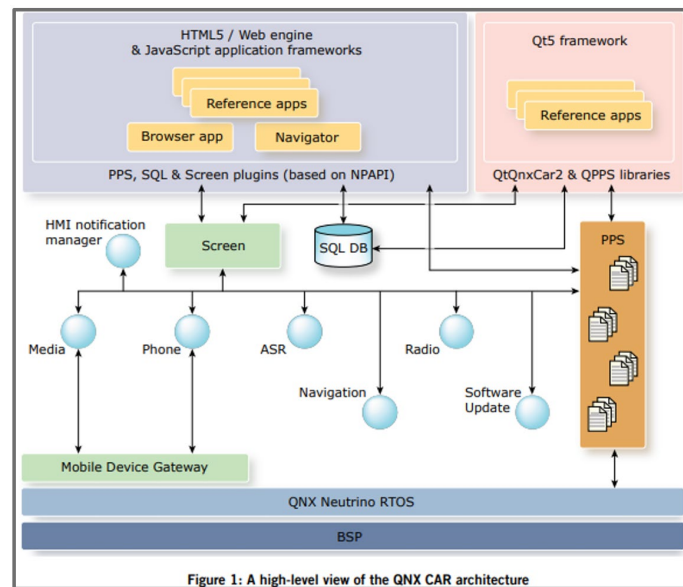 HTML5 / Web engine
& JavaScript application frameworks
Reference apps
Browser app
Navigator
PPS, SQL & Screen plugins (based on NPAPI)
Qt5 framework
Reference apps
QtQnxCar2 & QPPS libraries
HMI notification
manager
Screen
SQL DB
PPS
Media
Phone
ASR
Radio
Navigation
Software
Update
Mobile Device Gateway
QNX Neutrino RTOS
BSP
Figure 1: A high-level view of the QNX CAR architecture